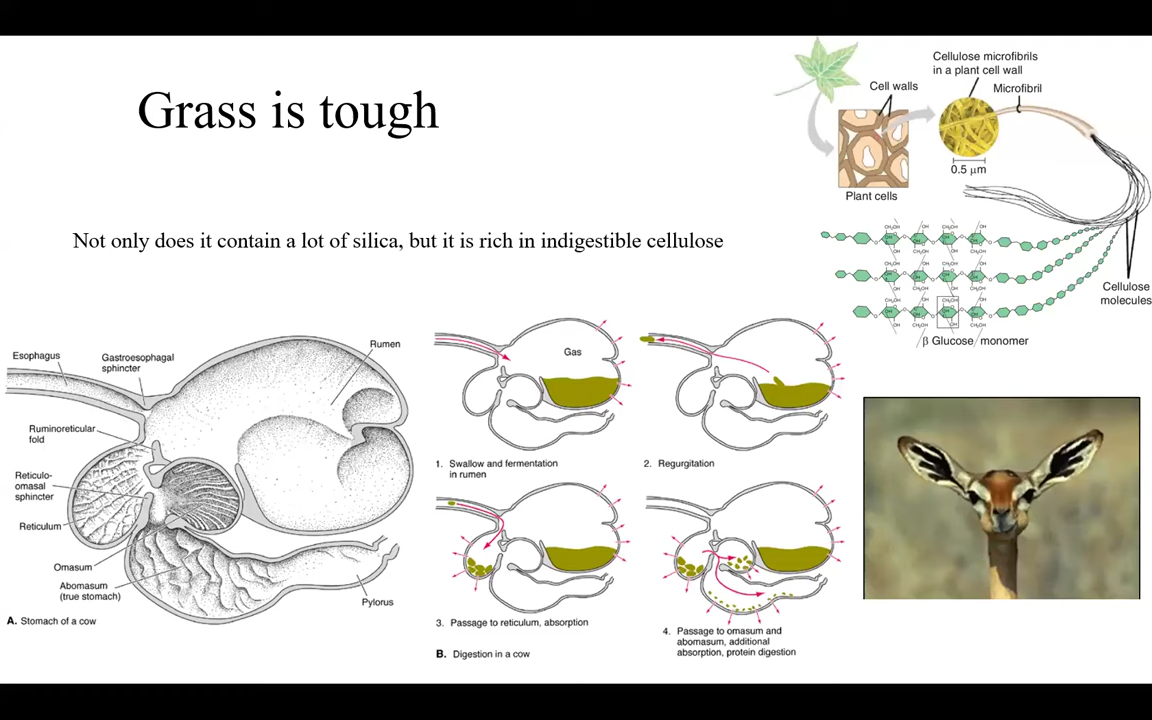 Grass is tough
Not only does it contain a lot of silica, but it is rich in indigestible cellulose
Cellulose microfibrils
in a plant cell wall
Cell walls
Microfibril
0.5 μm
Plant cells
Cellulose
molecules
β Glucose monomer
Esophagus
Gastroesophagal
sphincter
Rumen
Ruminoreticular
fold
Reticulo-
omasal
sphincter
Reticulum
Omasum
Abomasum
(true stomach)
Pylorus
A. Stomach of a cow
Gas
1. Swallow and fermentation
in rumen
2. Regurgitation
3. Passage to reticulum, absorption
4. Passage to omasum and
abomasum, additional
absorption, protein digestion
B. Digestion in a cow